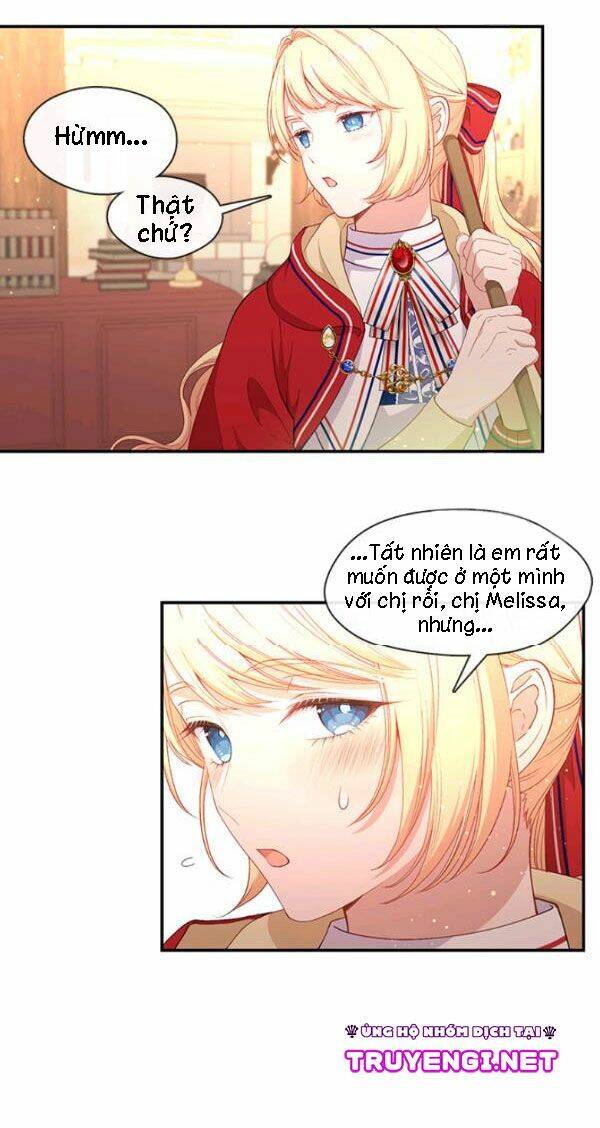 Hừmm...
Thật
chứ?
...Tất nhiên là em rất
muốn được ở một mình
với chị rồi, chị Melissa,
nhưng...
ỦNG HỘ NHÓM DỊCH TẠI
TRUYENGI.NET